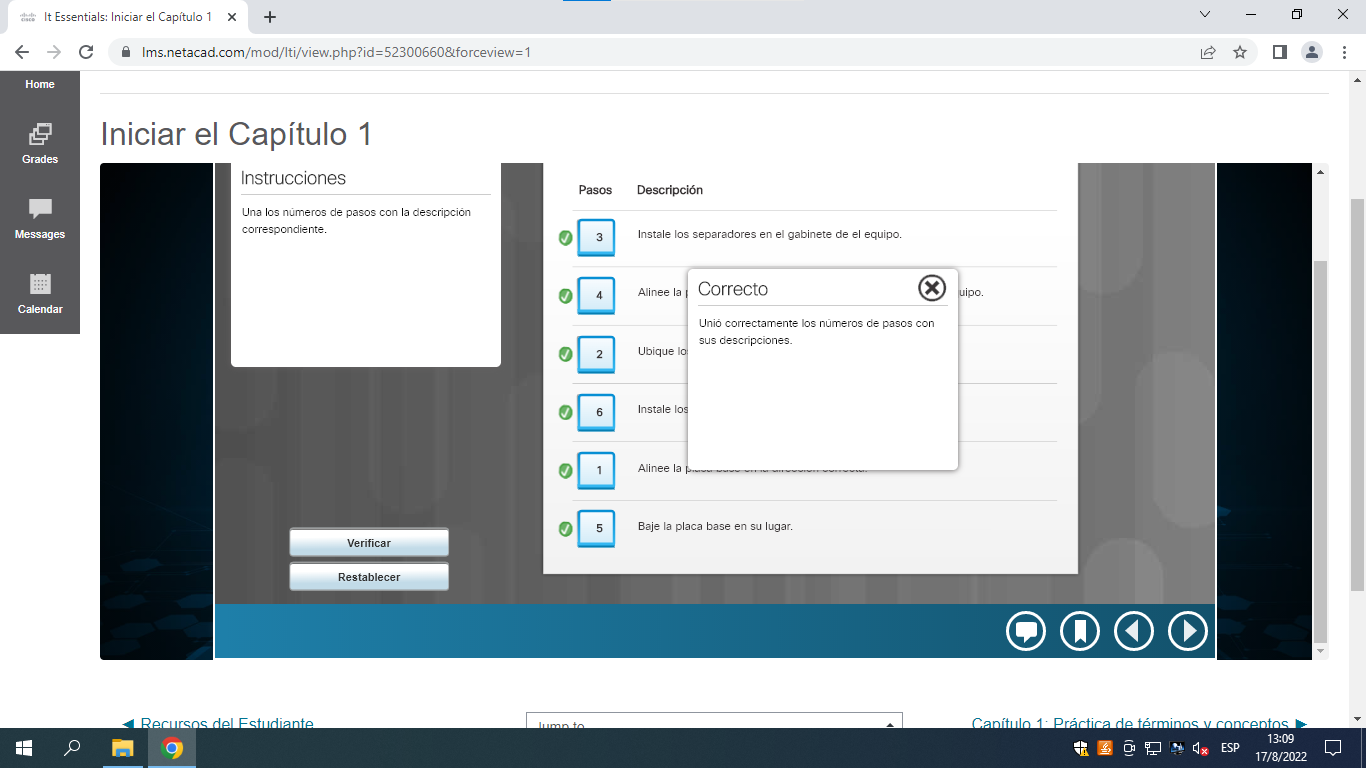 It Essentials: Iniciar el Capítulo 1
lms.netacad.com/mod/lti/view.php?id=52300660&forceview=1
Home
Grades
Messages
Calendar
Iniciar el Capítulo 1
Instrucciones
Una los números de pasos con la descripción
correspondiente.
Verificar
Restablecer
Pasos Descripción
3 Instale los separadores en el gabinete de el equipo.
4 Alinee la
2 Ubique
6 Instale los
1 Alinee la placa base en la dirección correcta.
5 Baje la placa base en su lugar.
Correcto
Unió correctamente los números de pasos con
sus descripciones.
◄ Recursos del Estudiante
Jump to...
Capítulo 1: Práctica de términos y conceptos ►
ESP
13:09
17/8/2022